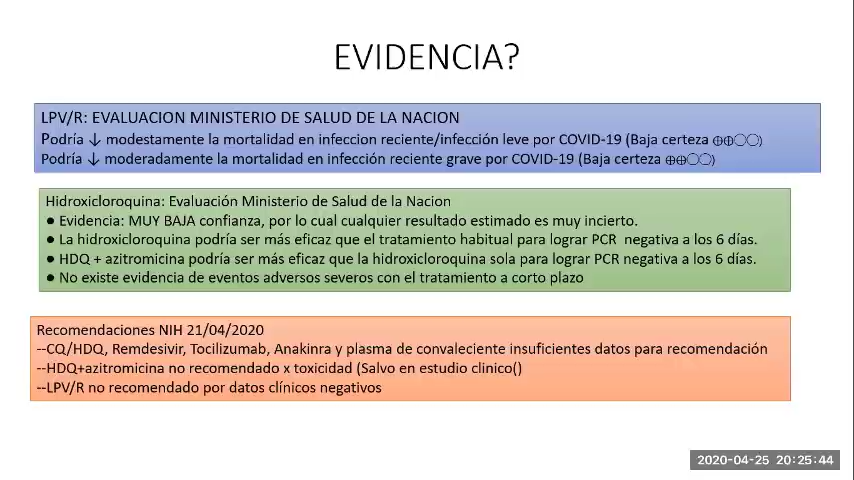 EVIDENCIA?
LPV/R: EVALUACION MINISTERIO DE SALUD DE LA NACION
Podría ↓ modestamente la mortalidad en infeccion reciente/infección leve por COVID-19 (Baja certeza ⊕⊕◯◯)
Podría ↓ moderadamente la mortalidad en infección reciente grave por COVID-19 (Baja certeza ⊕⊕◯◯)
Hidroxicloroquina: Evaluación Ministerio de Salud de la Nacion
● Evidencia: MUY BAJA confianza, por lo cual cualquier resultado estimado es muy incierto.
● La hidroxicloroquina podría ser más eficaz que el tratamiento habitual para lograr PCR negativa a los 6 días.
● HDQ + azitromicina podría ser más eficaz que la hidroxicloroquina sola para lograr PCR negativa a los 6 días.
● No existe evidencia de eventos adversos severos con el tratamiento a corto plazo
Recomendaciones NIH 21/04/2020
--CQ/HDQ, Remdesivir, Tocilizumab, Anakinra y plasma de convaleciente insuficientes datos para recomendación
--HDQ+azitromicina no recomendado x toxicidad (Salvo en estudio clinico()
--LPV/R no recomendado por datos clínicos negativos
2020-04-25 20:25:44